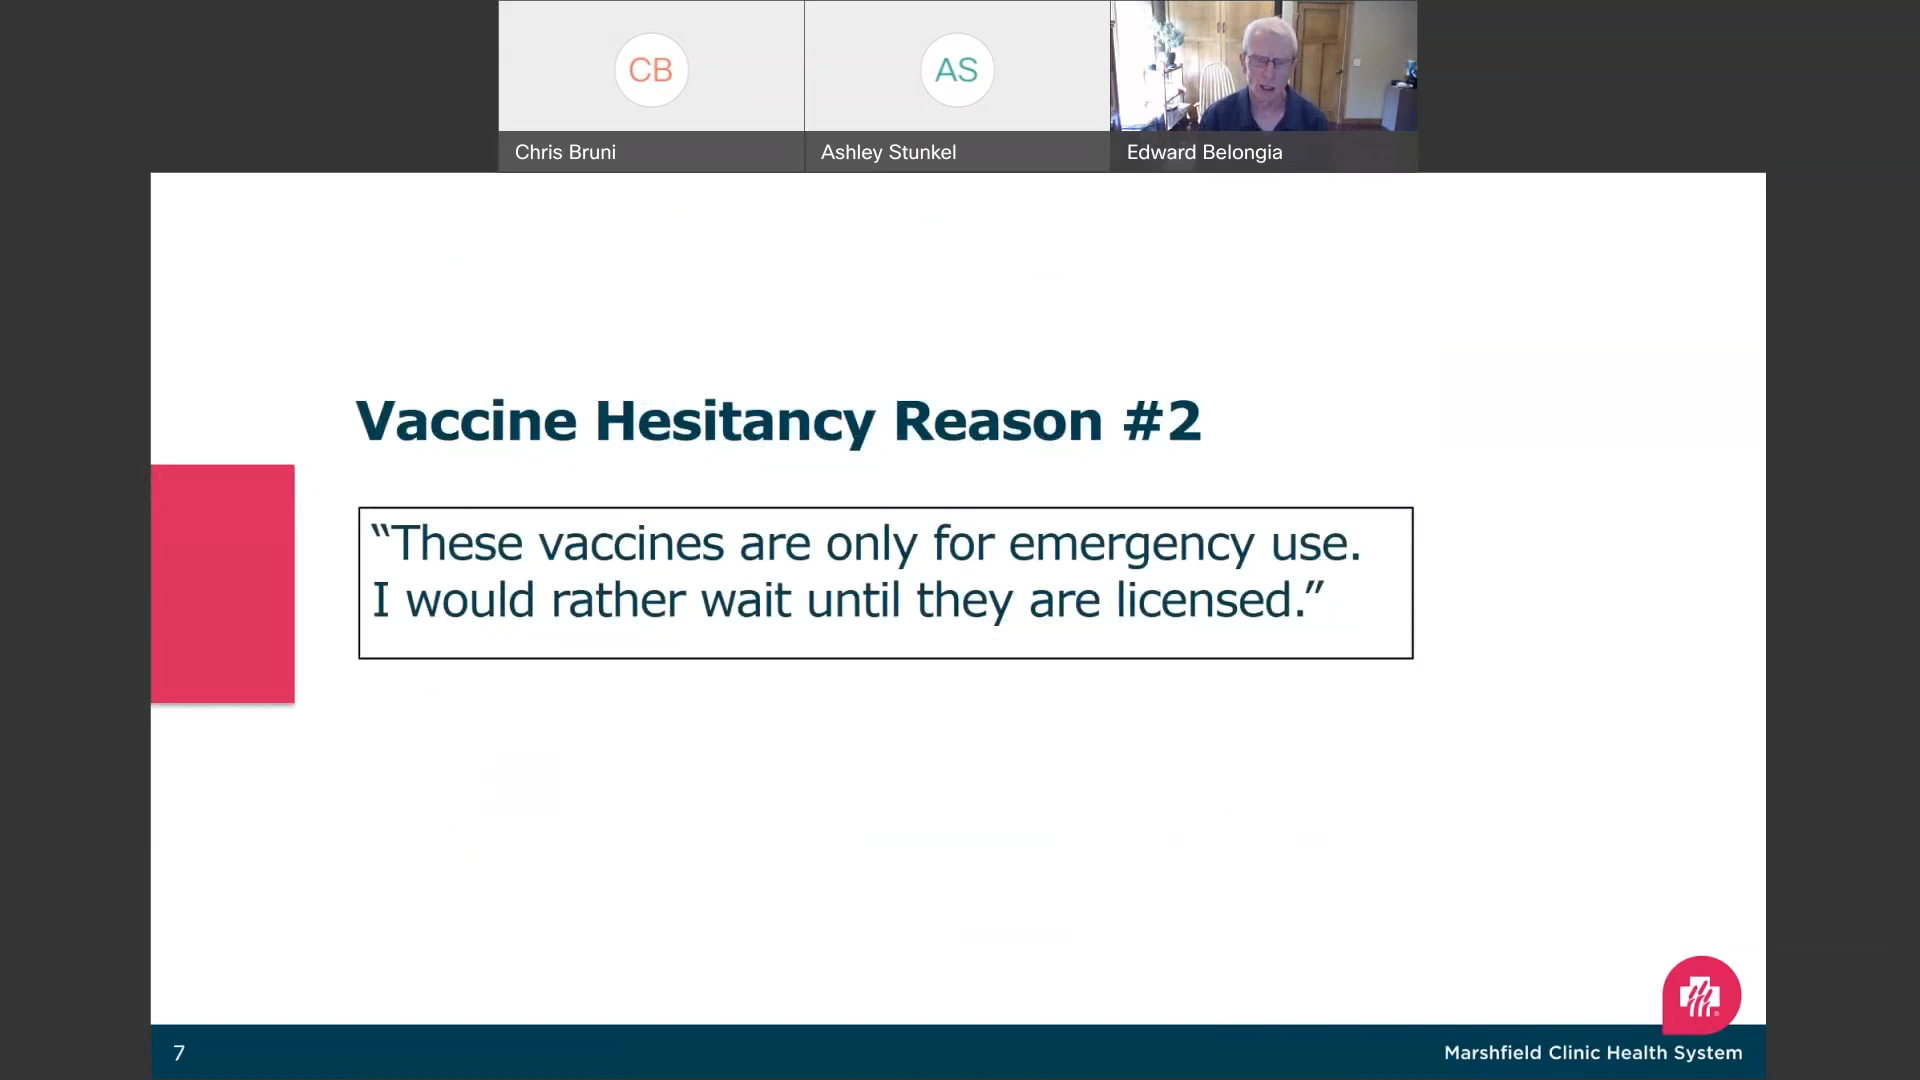 CB
AS
Chris Bruni
Ashley Stunkel
Edward Belongia
Vaccine Hesitancy Reason #2
“These vaccines are only for emergency use.
I would rather wait until they are licensed.”
7
Marshfield Clinic Health System